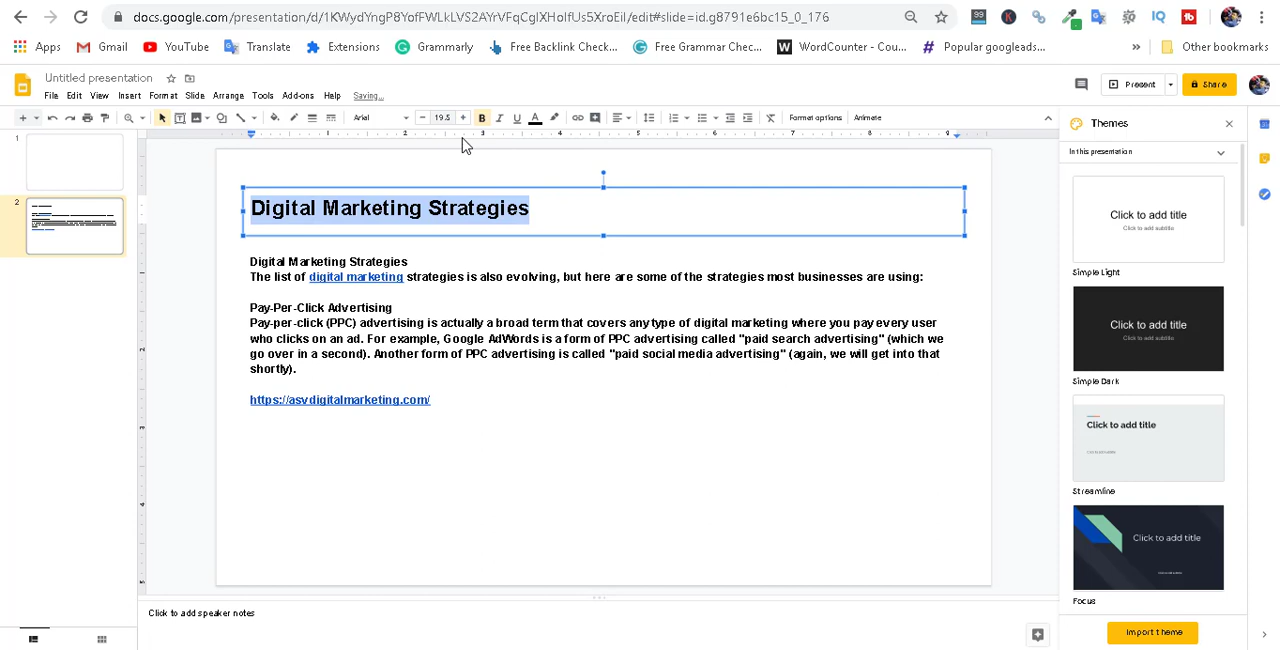 docs.google.com/presentation/d/1KWydYngP8YofFWLkLVS2AYrVFqCgIXHoIfUs5XroEiI/edit#slide=id.g8791e6bc15_0_176
Apps Gmail YouTube Translate Extensions Grammarly Free Backlink Check... Free Grammar Chec... WordCounter - Cou... Popular googleads... » Other bookmarks
Untitled presentation
File Edit View Insert Format Slide Arrange Tools Add-ons Help Saving...
Present Share
Arial 19.5 B I U A Format options Animate
Themes
In this presentation
1
2
Digital Marketing Strategies
Digital Marketing Strategies
The list of digital marketing strategies is also evolving, but here are some of the strategies most businesses are using:
Pay-Per-Click Advertising
Pay-per-click (PPC) advertising is actually a broad term that covers any type of digital marketing where you pay every user
who clicks on an ad. For example, Google AdWords is a form of PPC advertising called "paid search advertising" (which we
go over in a second). Another form of PPC advertising is called "paid social media advertising" (again, we will get into that
shortly).
https://asvdigitalmarketing.com/
Click to add title
Click to add subtitle
Simple Light
Click to add title
Click to add subtitle
Simple Dark
Click to add title
Streamline
Click to add title
Focus
Import theme
Click to add speaker notes